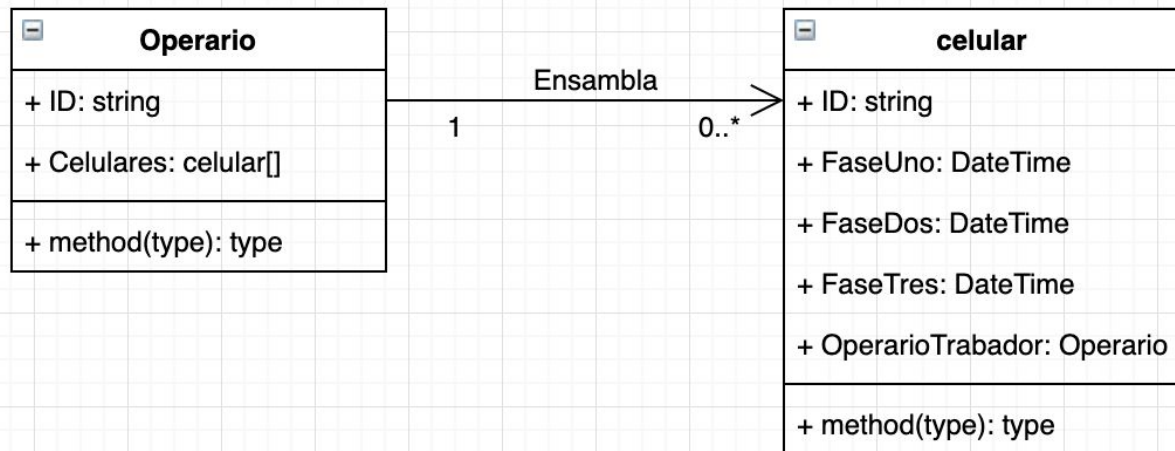 Operario
+ ID: string
+ Celulares: celular[]
+ method(type): type
Ensambla
1
0..*
celular
+ ID: string
+ FaseUno: DateTime
+ FaseDos: DateTime
+ FaseTres: DateTime
+ OperarioTrabador: Operario
+ method(type): type